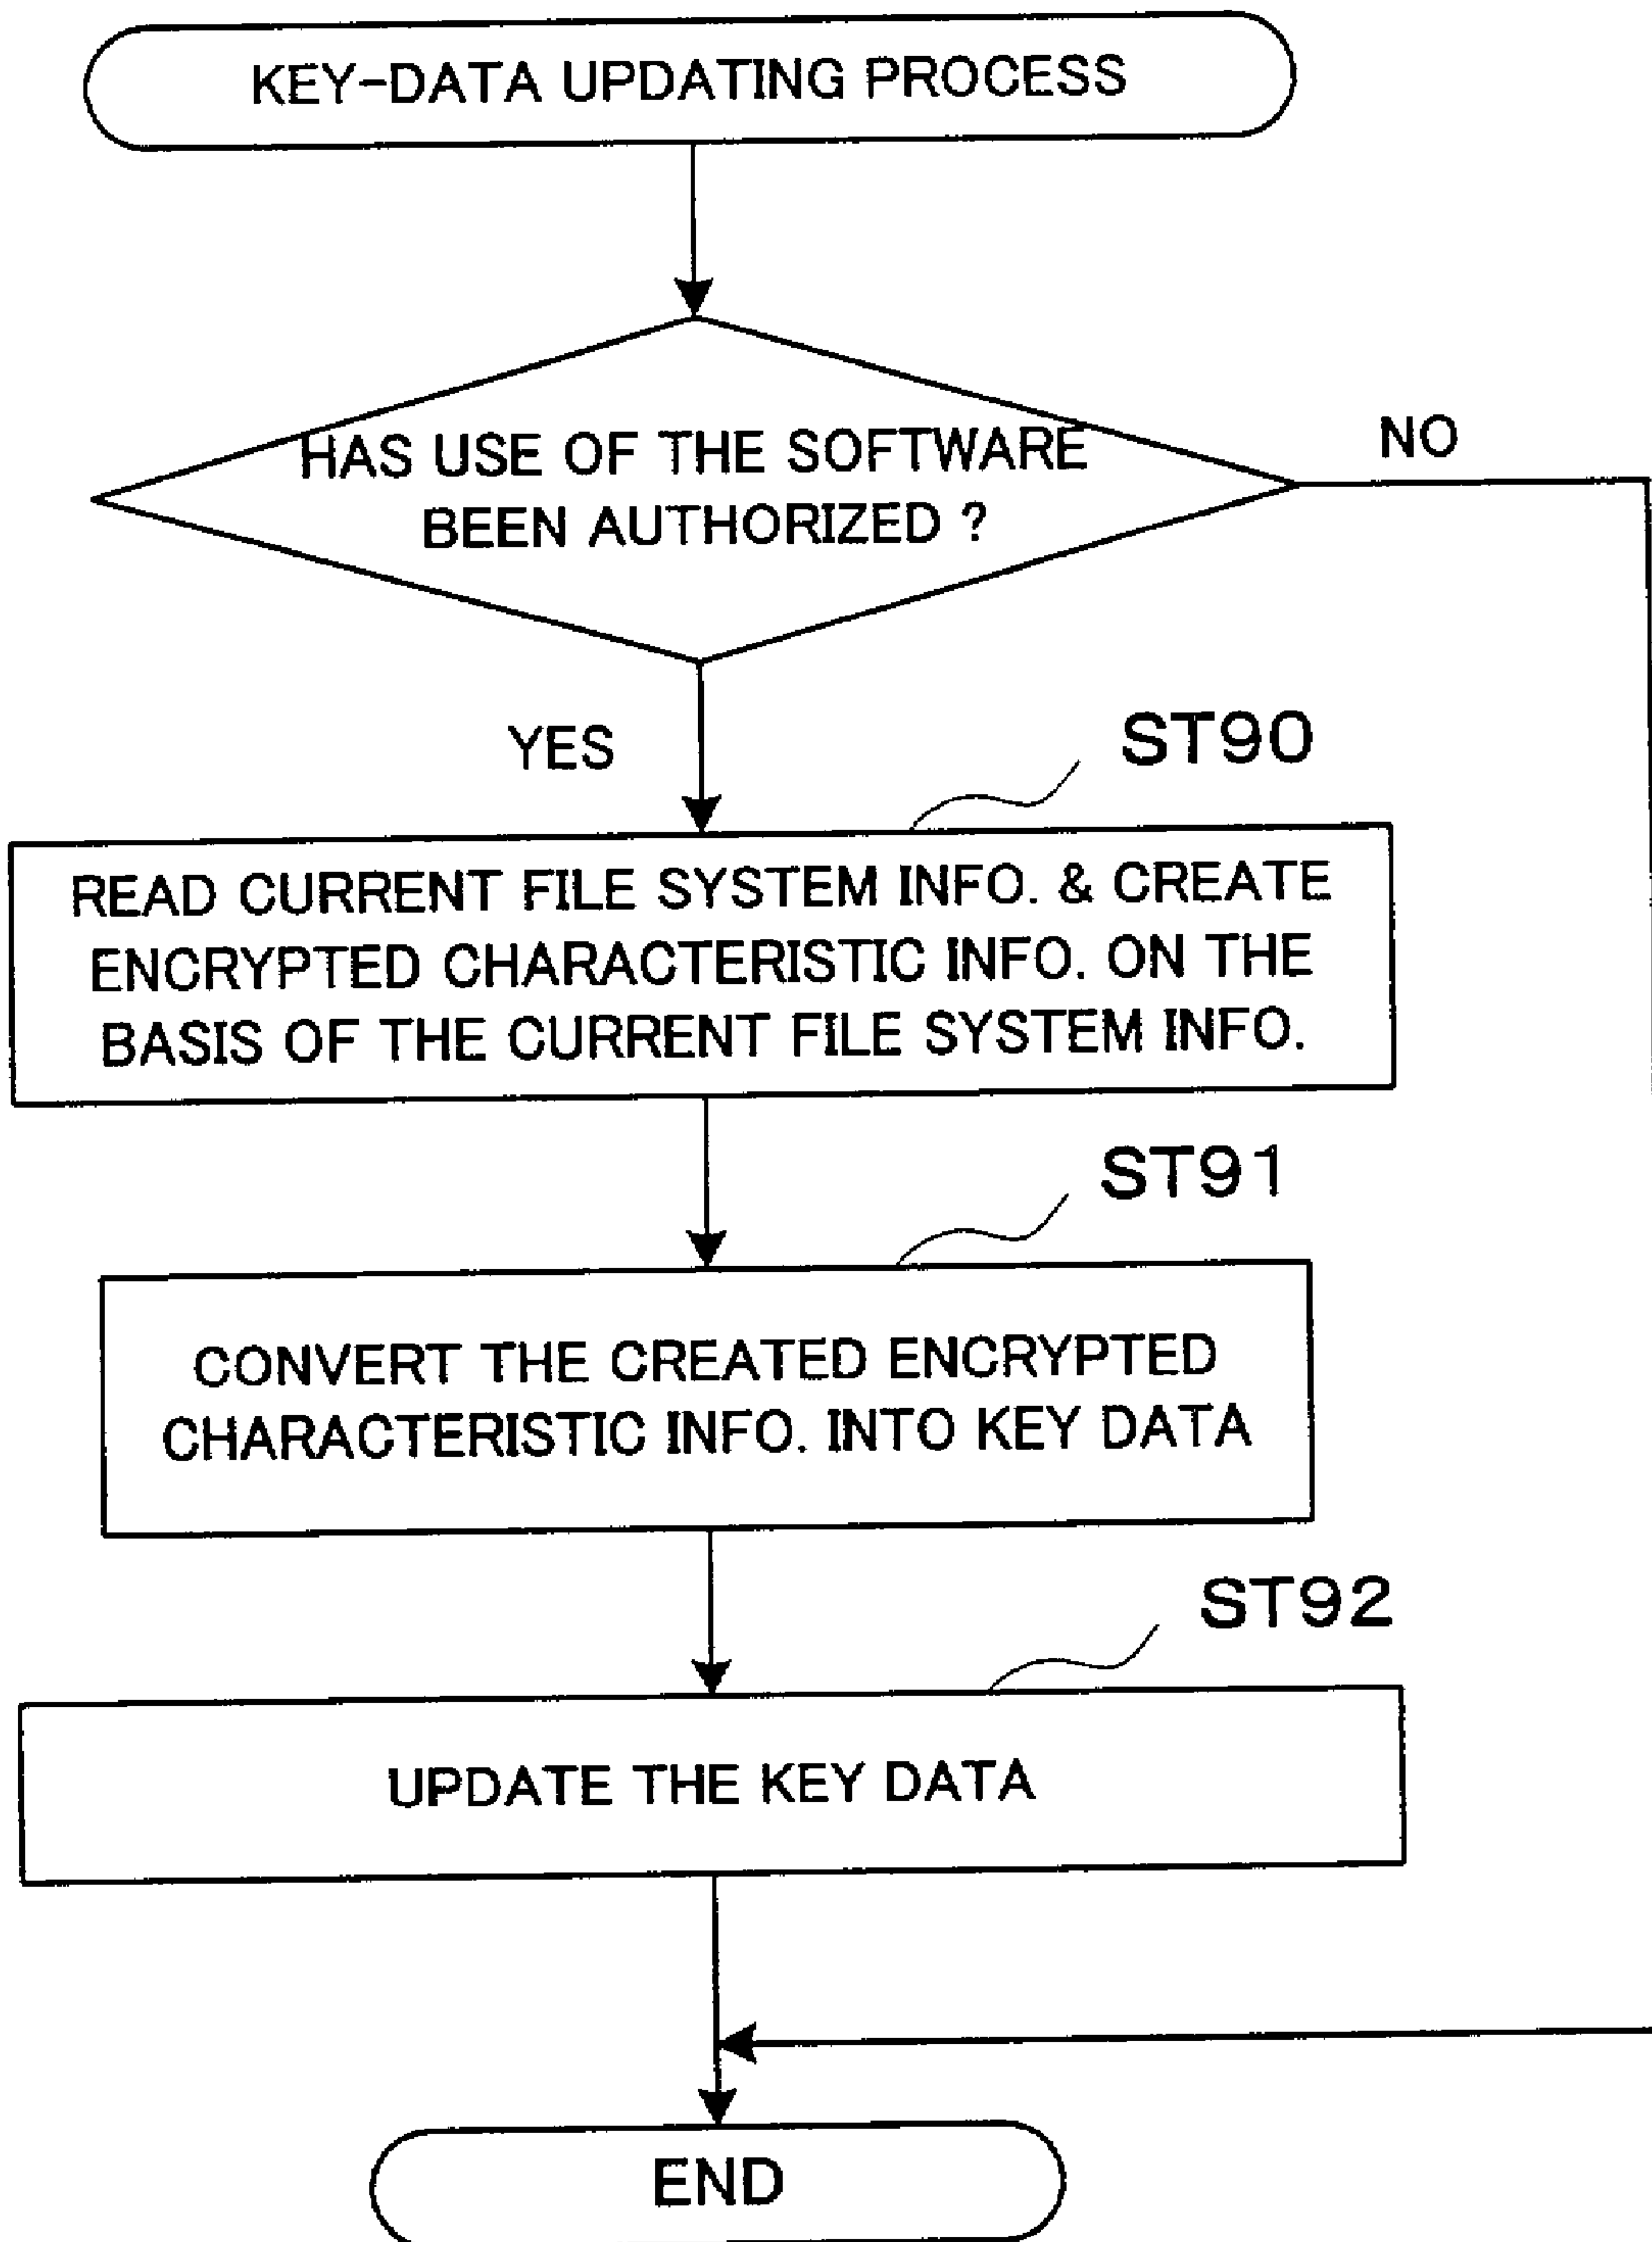 KEY-DATA UPDATING PROCESS
HAS USE OF THE SOFTWARE
BEEN AUTHORIZED ?
NO
YES
ST90
READ CURRENT FILE SYSTEM INFO. & CREATE
ENCRYPTED CHARACTERISTIC INFO. ON THE
BASIS OF THE CURRENT FILE SYSTEM INFO.
ST91
CONVERT THE CREATED ENCRYPTED
CHARACTERISTIC INFO. INTO KEY DATA
ST92
UPDATE THE KEY DATA
END